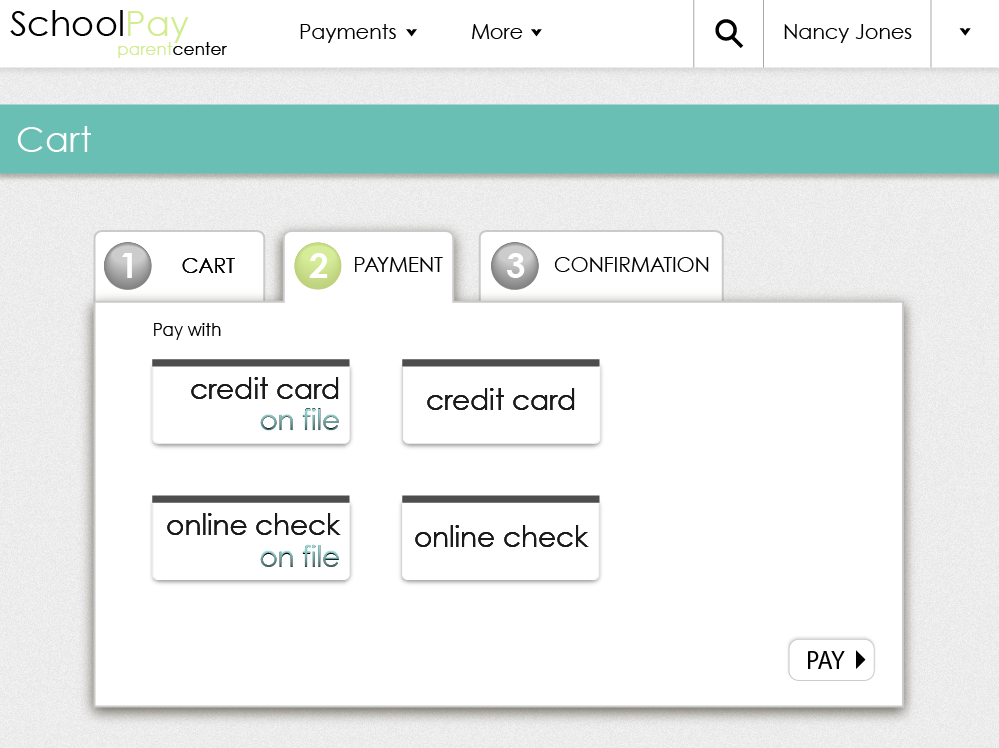 SchoolPay
parentcenter
Payments
More
Nancy Jones
Cart
1 CART
2 PAYMENT
3 CONFIRMATION
Pay with
credit card
on file
credit card
online check
on file
online check
PAY